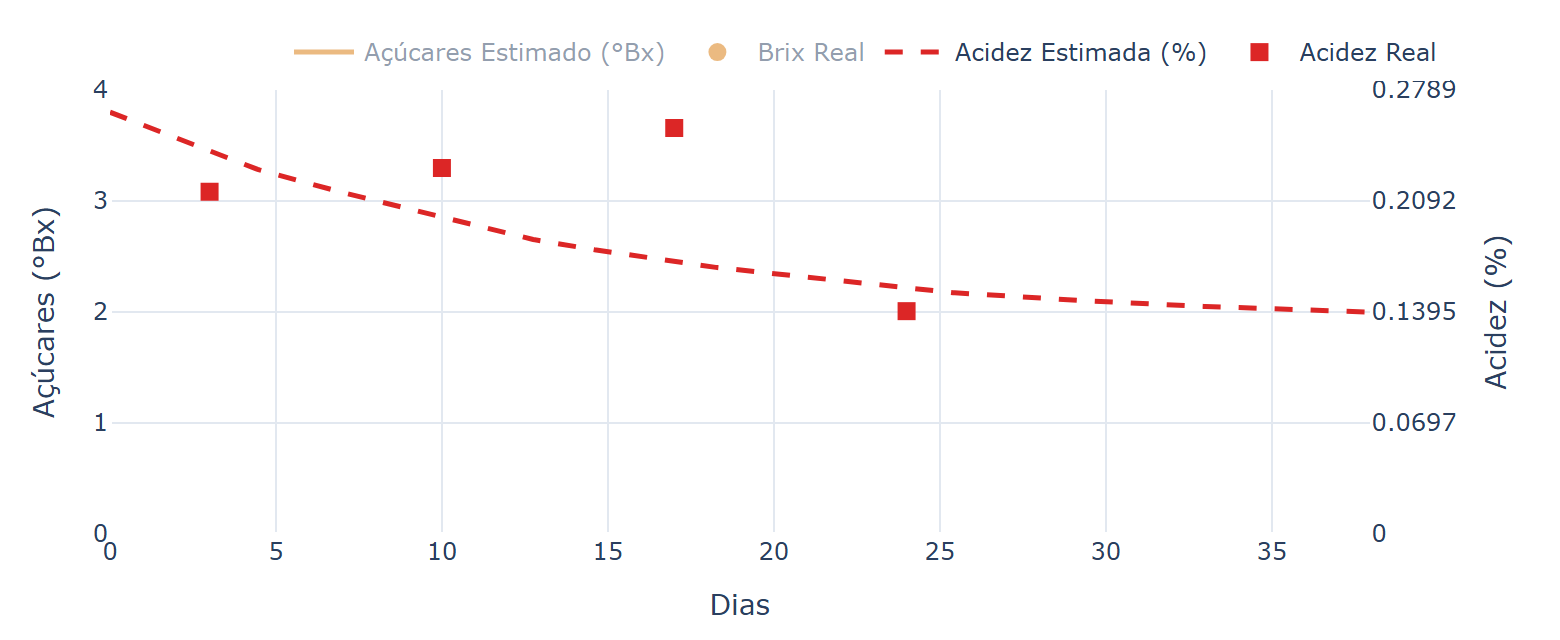 Açúcares Estimado (°Bx) Brix Real Acidez Estimada (%) Acidez Real
4 0.2789
3 0.2092
2 0.1395
1 0.0697
0 0
Açúcares (°Bx)
Acidez (%)
0 5 10 15 20 25 30 35
Dias